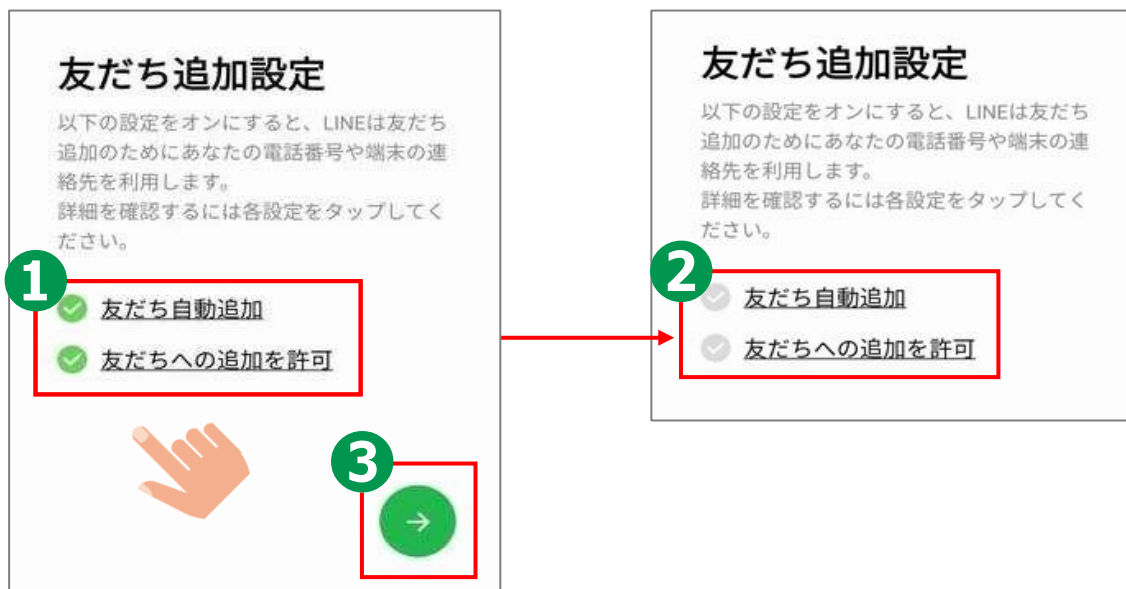 友だち追加設定
以下の設定をオンにすると、LINEは友だち
追加のためにあなたの電話番号や端末の連
絡先を利用します。
詳細を確認するには各設定をタップしてく
ださい。
1
友だち自動追加
友だちへの追加を許可
3
友だち追加設定
以下の設定をオンにすると、LINEは友だち
追加のためにあなたの電話番号や端末の連
絡先を利用します。
詳細を確認するには各設定をタップしてく
ださい。
2
友だち自動追加
友だちへの追加を許可